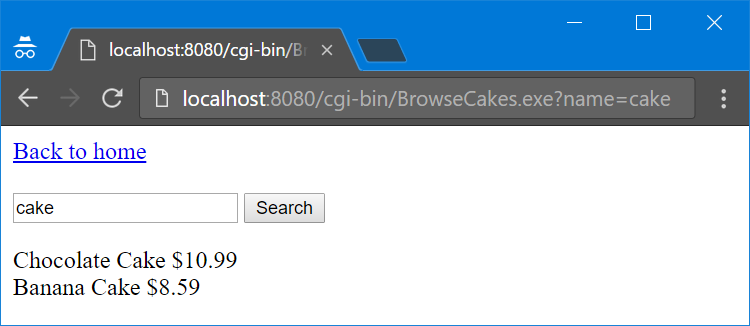 localhost:8080/cgi-bin/Br
localhost:8080/cgi-bin/BrowseCakes.exe?name=cake
Back to home
cake Search
Chocolate Cake $10.99
Banana Cake $8.59